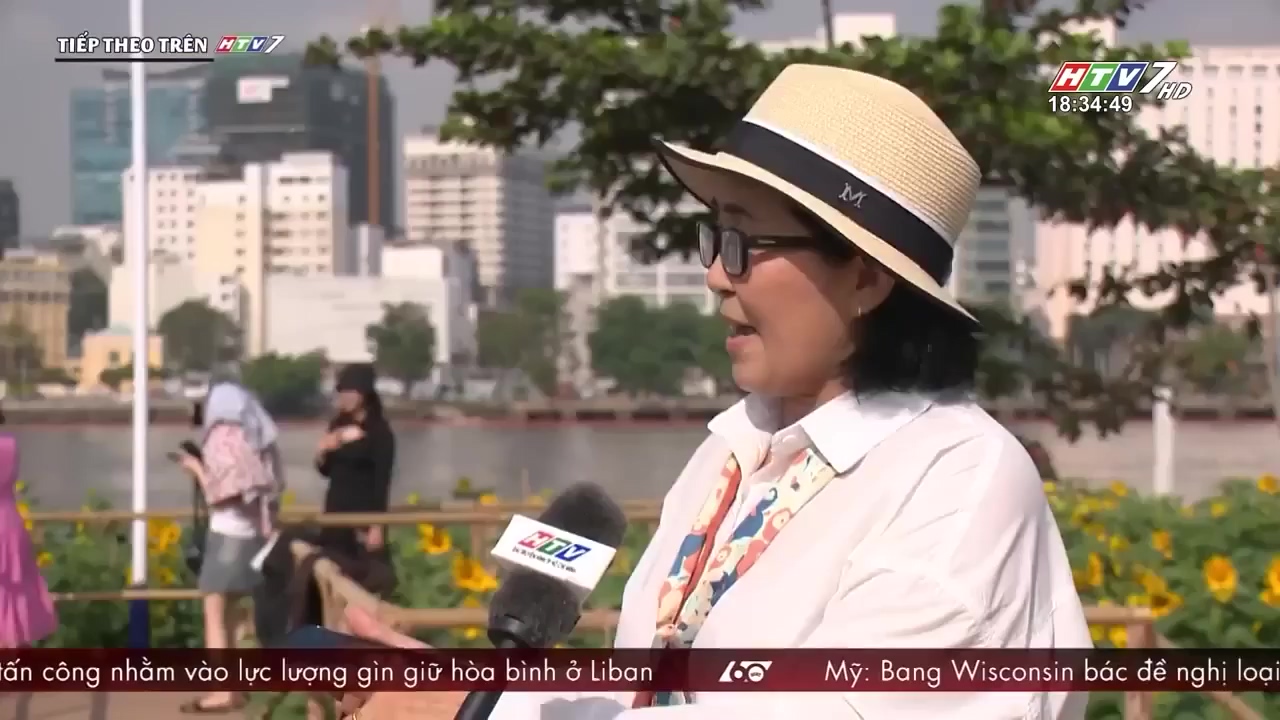 TIẾP THEO TRÊN HTV7
HTV7 HD
18:34:49
HTV
tấn công nhằm vào lực lượng gìn giữ hòa bình ở Liban 60 Mỹ: Bang Wisconsin bác đề nghị loại